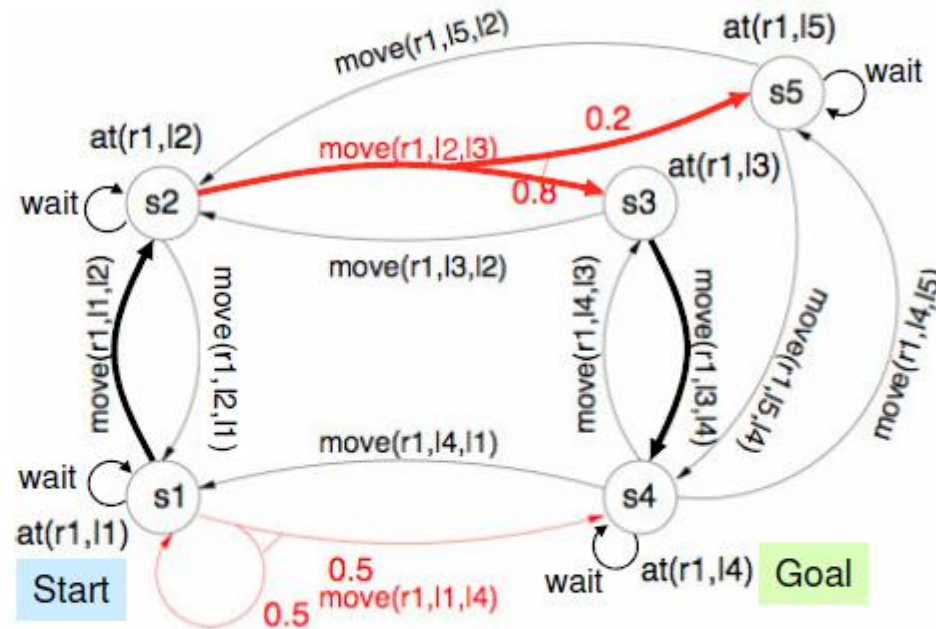 move(r1,l5,l2)
at(r1,l5)
s5
wait
at(r1,l2)
0.2
move(r1,l2,l3)
0.8
at(r1,l3)
wait
s2
s3
move(r1,l3,l2)
move(r1,l1,l2)
move(r1,l2,l1)
move(r1,l4,l3)
move(r1,l3,l4)
move(r1,l5,l4)
move(r1,l4,l5)
move(r1,l4,l1)
wait
s1
s4
at(r1,l1)
Start
0.5
0.5
move(r1,l1,l4)
wait
at(r1,l4)
Goal